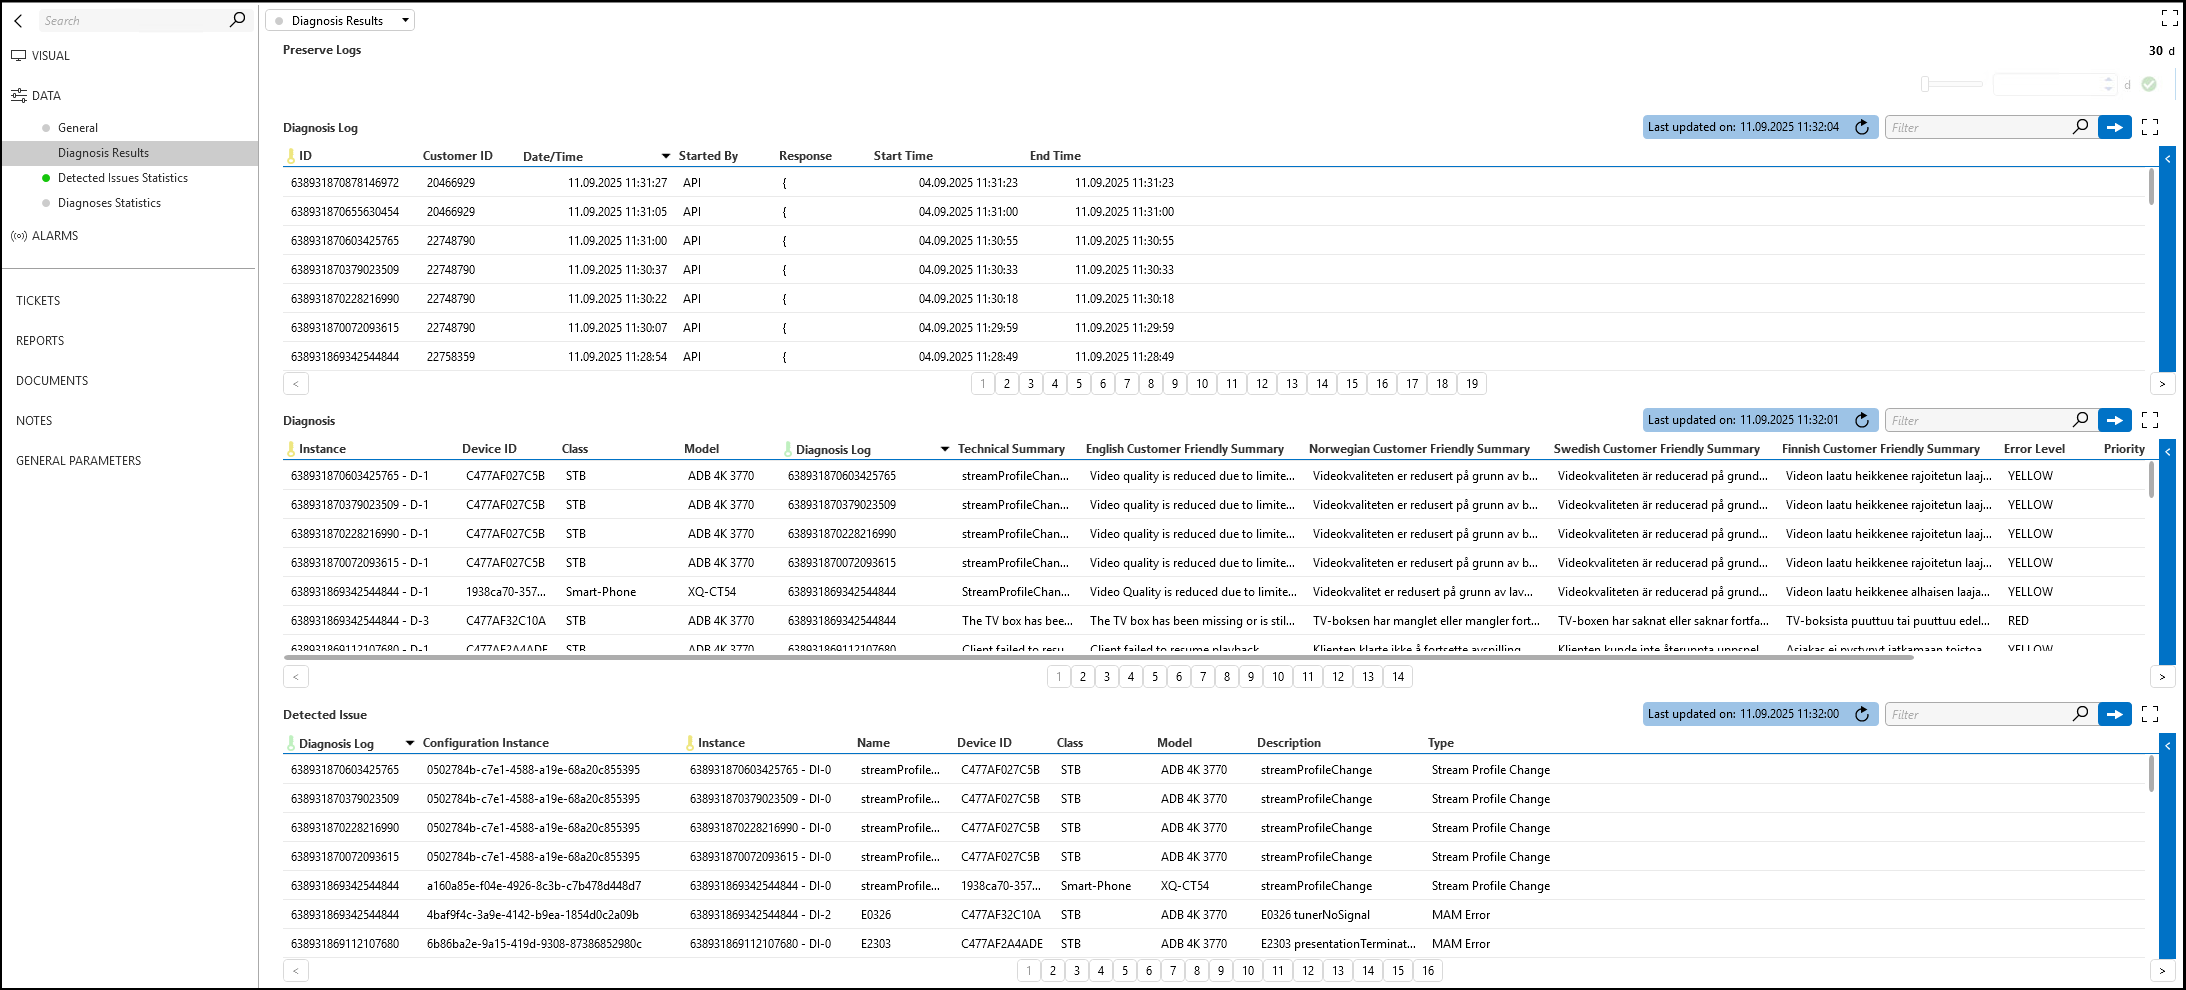 Search
VISUAL
DATA
General
Diagnosis Results
Detected Issues Statistics
Diagnoses Statistics
ALARMS
TICKETS
REPORTS
DOCUMENTS
NOTES
GENERAL PARAMETERS
Diagnosis Results
Preserve Logs 30 d
d
Diagnosis Log Last updated on: 11.09.2025 11:32:04 Filter
ID Customer ID Date/Time Started By Response Start Time End Time
638931870878146972 20466929 11.09.2025 11:31:27 API { 04.09.2025 11:31:23 11.09.2025 11:31:23
638931870655630454 20466929 11.09.2025 11:31:05 API { 04.09.2025 11:31:00 11.09.2025 11:31:00
638931870603425765 22748790 11.09.2025 11:31:00 API { 04.09.2025 11:30:55 11.09.2025 11:30:55
638931870379023509 22748790 11.09.2025 11:30:37 API { 04.09.2025 11:30:33 11.09.2025 11:30:33
638931870228216990 22748790 11.09.2025 11:30:22 API { 04.09.2025 11:30:18 11.09.2025 11:30:18
638931870072093615 22748790 11.09.2025 11:30:07 API { 04.09.2025 11:29:59 11.09.2025 11:29:59
638931869342544844 22758359 11.09.2025 11:28:54 API { 04.09.2025 11:28:49 11.09.2025 11:28:49
< 1 2 3 4 5 6 7 8 9 10 11 12 13 14 15 16 17 18 19 >
Diagnosis Last updated on: 11.09.2025 11:32:01 Filter
Instance Device ID Class Model Diagnosis Log Technical Summary English Customer Friendly Summary Norwegian Customer Friendly Summary Swedish Customer Friendly Summary Finnish Customer Friendly Summary Error Level Priority
638931870603425765 - D-1 C477AF027C5B STB ADB 4K 3770 638931870603425765 streamProfileChan... Video quality is reduced due to limite... Videokvaliteten er redusert på grunn av b... Videokvaliteten är reducerad på grund... Videon laatu heikkenee rajoitetun laaj... YELLOW
638931870379023509 - D-1 C477AF027C5B STB ADB 4K 3770 638931870379023509 streamProfileChan... Video quality is reduced due to limite... Videokvaliteten er redusert på grunn av b... Videokvaliteten är reducerad på grund... Videon laatu heikkenee rajoitetun laaj... YELLOW
638931870228216990 - D-1 C477AF027C5B STB ADB 4K 3770 638931870228216990 streamProfileChan... Video quality is reduced due to limite... Videokvaliteten er redusert på grunn av b... Videokvaliteten är reducerad på grund... Videon laatu heikkenee rajoitetun laaj... YELLOW
638931870072093615 - D-1 C477AF027C5B STB ADB 4K 3770 638931870072093615 streamProfileChan... Video quality is reduced due to limite... Videokvaliteten er redusert på grunn av b... Videokvaliteten är reducerad på grund... Videon laatu heikkenee rajoitetun laaj... YELLOW
638931869342544844 - D-1 1938ca70-357... Smart-Phone XQ-CT54 638931869342544844 StreamProfileChan... Video Quality is reduced due to limite... Videokvalitet er redusert på grunn av lav... Videokvaliteten är reducerad på grund... Videon laatu heikkenee alhaisen laaja... YELLOW
638931869342544844 - D-3 C477AF32C10A STB ADB 4K 3770 638931869342544844 The TV box has bee... The TV box has been missing or is stil... TV-boksen har manglet eller mangler fort... TV-boxen har saknat eller saknar fortfa... TV-boksista puuttuu tai puuttuu edel... RED
638931869112107680 - D-1 C477AF2A4ADE STB ADB 4K 3770 638931869112107680 Client failed to resu... Client failed to resume playback Klienten klarte ikke å fortsette avspilling Klienten kunde inte återuppta uppspel... Asiakas ei pystynyt jatkamaan toistoa YELLOW
< 1 2 3 4 5 6 7 8 9 10 11 12 13 14 >
Detected Issue Last updated on: 11.09.2025 11:32:00 Filter
Diagnosis Log Configuration Instance Instance Name Device ID Class Model Description Type
638931870603425765 0502784b-c7e1-4588-a19e-68a20c855395 638931870603425765 - DI-0 streamProfile... C477AF027C5B STB ADB 4K 3770 streamProfileChange Stream Profile Change
638931870379023509 0502784b-c7e1-4588-a19e-68a20c855395 638931870379023509 - DI-0 streamProfile... C477AF027C5B STB ADB 4K 3770 streamProfileChange Stream Profile Change
638931870228216990 0502784b-c7e1-4588-a19e-68a20c855395 638931870228216990 - DI-0 streamProfile... C477AF027C5B STB ADB 4K 3770 streamProfileChange Stream Profile Change
638931870072093615 0502784b-c7e1-4588-a19e-68a20c855395 638931870072093615 - DI-0 streamProfile... C477AF027C5B STB ADB 4K 3770 streamProfileChange Stream Profile Change
638931869342544844 a160a85e-f04e-4926-8c3b-c7b478d448d7 638931869342544844 - DI-0 streamProfile... 1938ca70-357... Smart-Phone XQ-CT54 streamProfileChange Stream Profile Change
638931869342544844 4baf9f4c-3a9e-4142-b9ea-1854d0c2a09b 638931869342544844 - DI-2 E0326 C477AF32C10A STB ADB 4K 3770 E0326 tunerNoSignal MAM Error
638931869112107680 6b86ba2e-9a15-419d-9308-87386852980c 638931869112107680 - DI-0 E2303 C477AF2A4ADE STB ADB 4K 3770 E2303 presentationTerminat... MAM Error
< 1 2 3 4 5 6 7 8 9 10 11 12 13 14 15 16 >